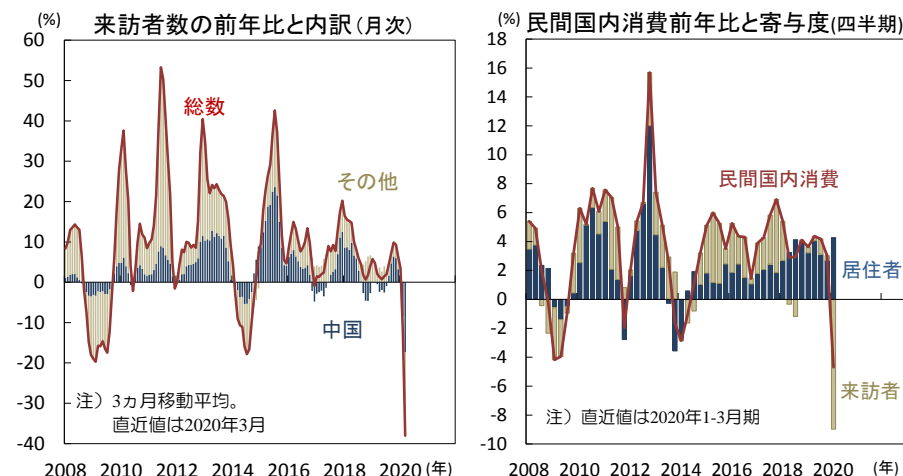 来訪者数の前年比と内訳(月次)
(%)
60
50
40
30
20
10
0
-10
-20
-30
-40
総数
その他
中国
注）3ヵ月移動平均。
直近値は2020年3月
2008 2010 2012 2014 2016 2018 2020 (年)
民間国内消費前年比と寄与度(四半期)
(%)
18
16
14
12
10
8
6
4
2
0
-2
-4
-6
-8
-10
民間国内消費
居住者
来訪者
注）直近値は2020年1-3月期
2008 2010 2012 2014 2016 2018 2020 (年)